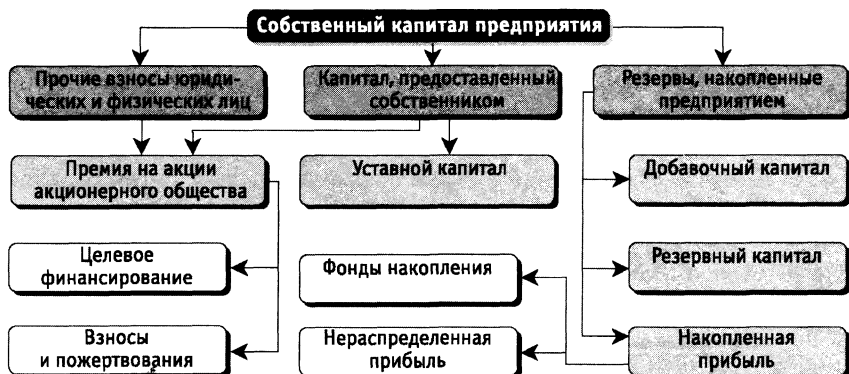 Собственный капитал предприятия
Прочие взносы юриди-
ческих и физических лиц
Капитал, предоставленный
собственником
Резервы, накопленные
предприятием
Премия на акции
акционерного общества
Уставной капитал
Добавочный капитал
Целевое
финансирование
Фонды накопления
Резервный капитал
Взносы
и пожертвования
Нераспределенная
прибыль
Накопленная
прибыль